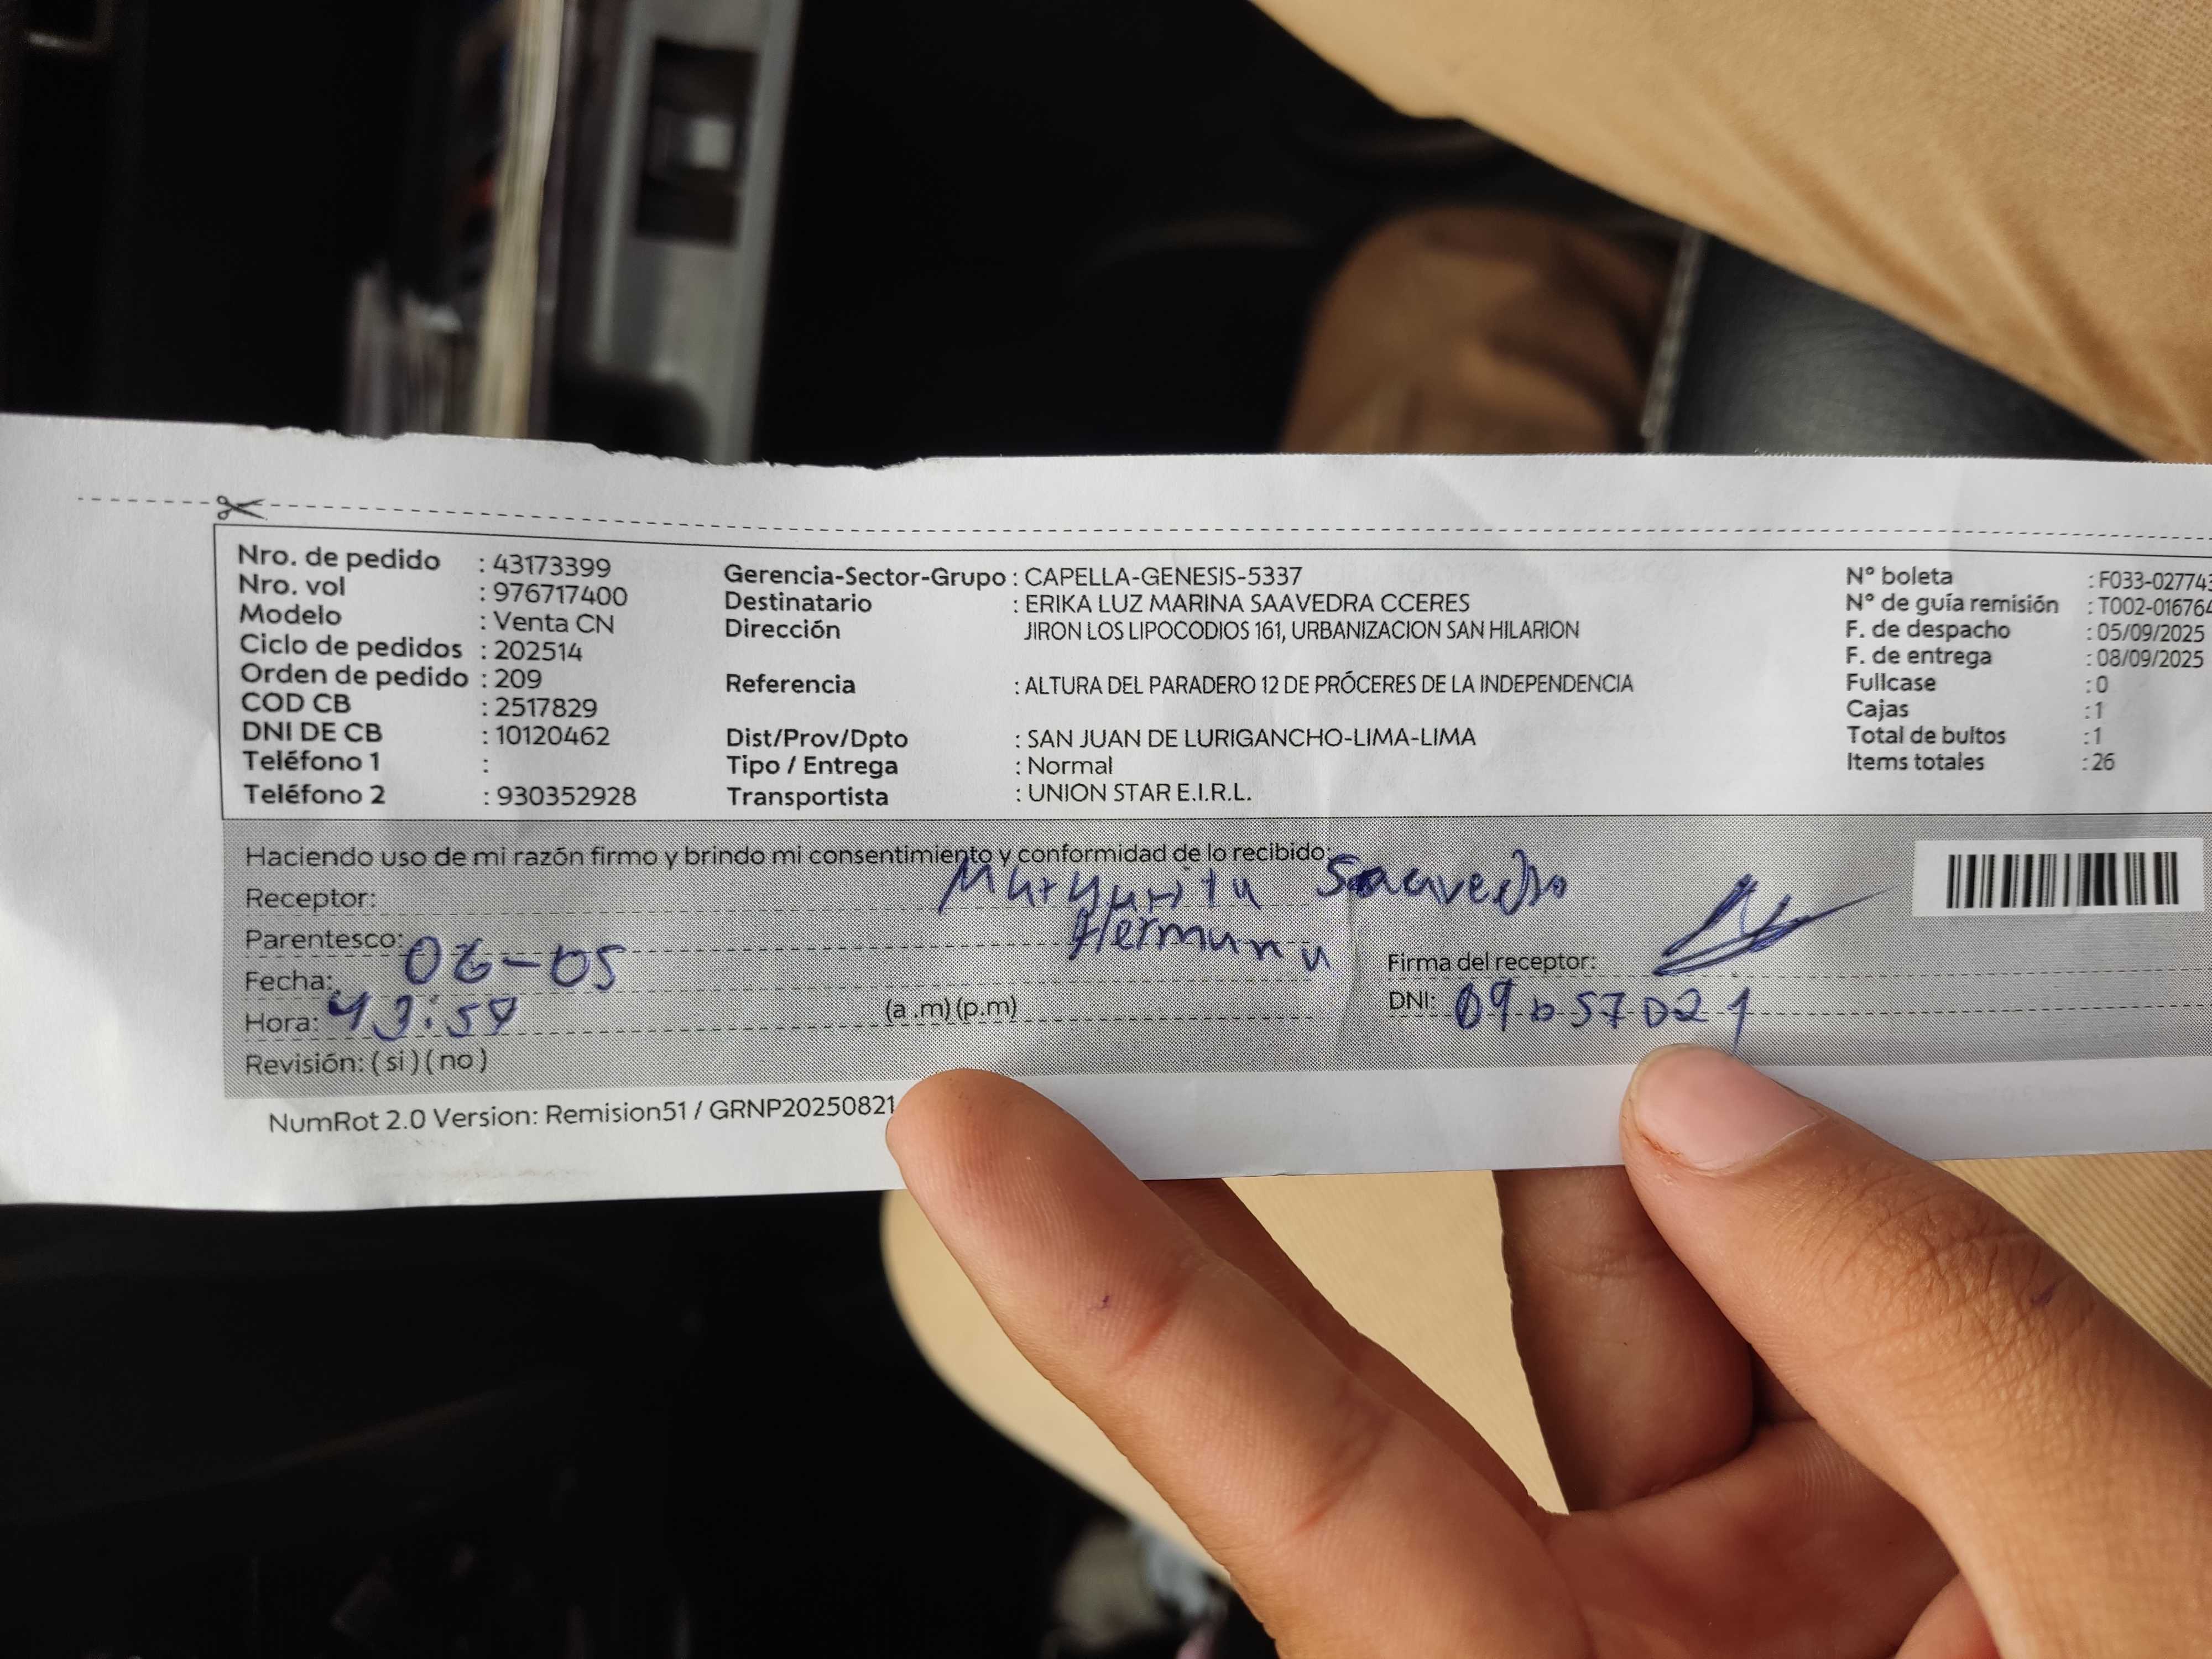 Nro. de pedido : 43173399
Nro. vol : 976717400
Modelo : Venta CN
Ciclo de pedidos : 202514
Orden de pedido : 209
COD CB : 2517829
DNI DE CB : 10120462
Teléfono 1 :
Teléfono 2 : 930352928
Gerencia-Sector-Grupo : CAPELLA-GENESIS-5337
Destinatario : ERIKA LUZ MARINA SAAVEDRA CCERES
Dirección JIRON LOS LIPOCODIOS 161, URBANIZACION SAN HILARION
Referencia : ALTURA DEL PARADERO 12 DE PRÓCERES DE LA INDEPENDENCIA
Dist/Prov/Dpto : SAN JUAN DE LURIGANCHO-LIMA-LIMA
Tipo / Entrega : Normal
Transportista : UNION STAR E.I.R.L.
N° boleta : F033-027743
N° de guía remisión : T002-016764
F. de despacho : 05/09/2025
F. de entrega : 08/09/2025
Fullcase : 0
Cajas : 1
Total de bultos : 1
Items totales : 26
Haciendo uso de mi razón firmo y brindo mi consentimiento y conformidad de lo recibido:
Receptor: Margarita Saavedra
Parentesco: Hermana
Fecha: 06-05
Hora: (a .m) (p.m)
Revisión: ( si ) ( no )
Firma del receptor:
DNI:
NumRot 2.0 Version: Remision51 / GRNP20250821